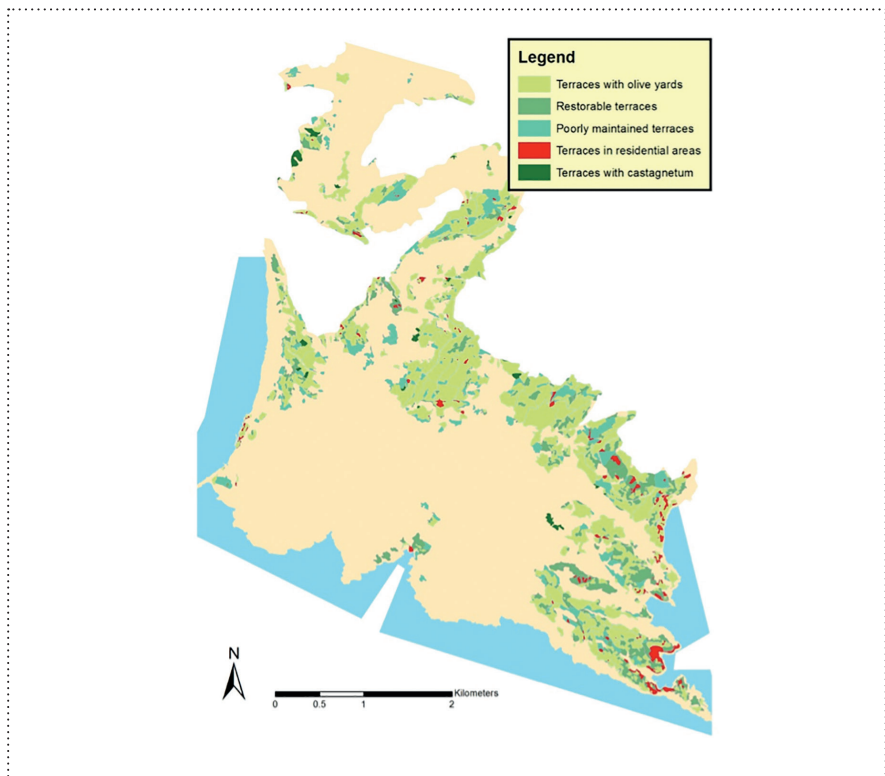 Legend
Terraces with olive yards
Restorable terraces
Poorly maintained terraces
Terraces in residential areas
Terraces with castagnetum
N
Kilometers
0 0.5 1 2